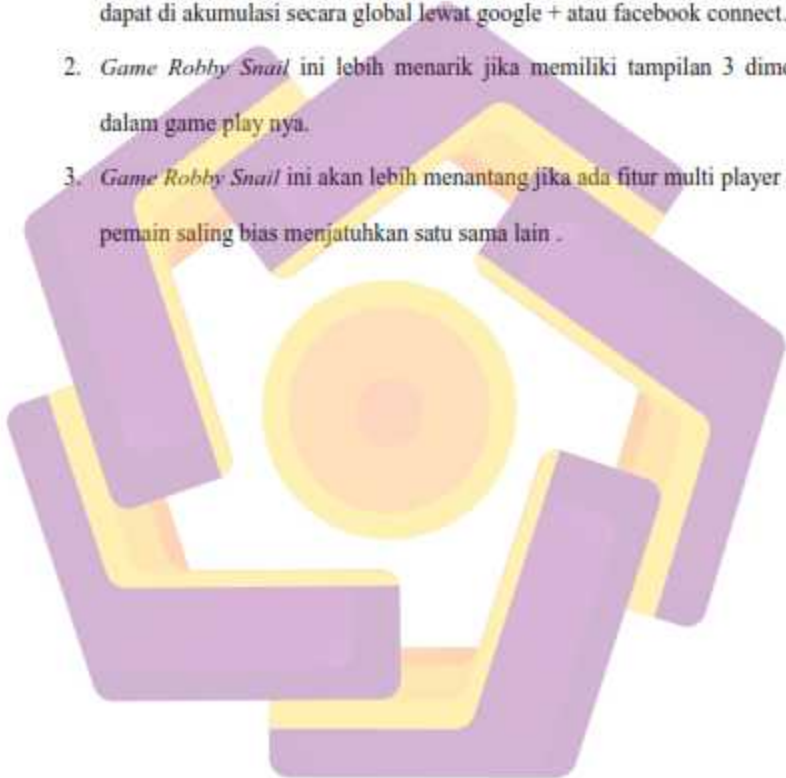 dapat di akumulasi secara global lewat google + atau facebook connect.
2. Game Robby Snail ini lebih menarik jika memiliki tampilan 3 dime
dalam game play nya.
3. Game Robby Snail ini akan lebih menantang jika ada fitur multi player
pemain saling bias menjatuhkan satu sama lain .